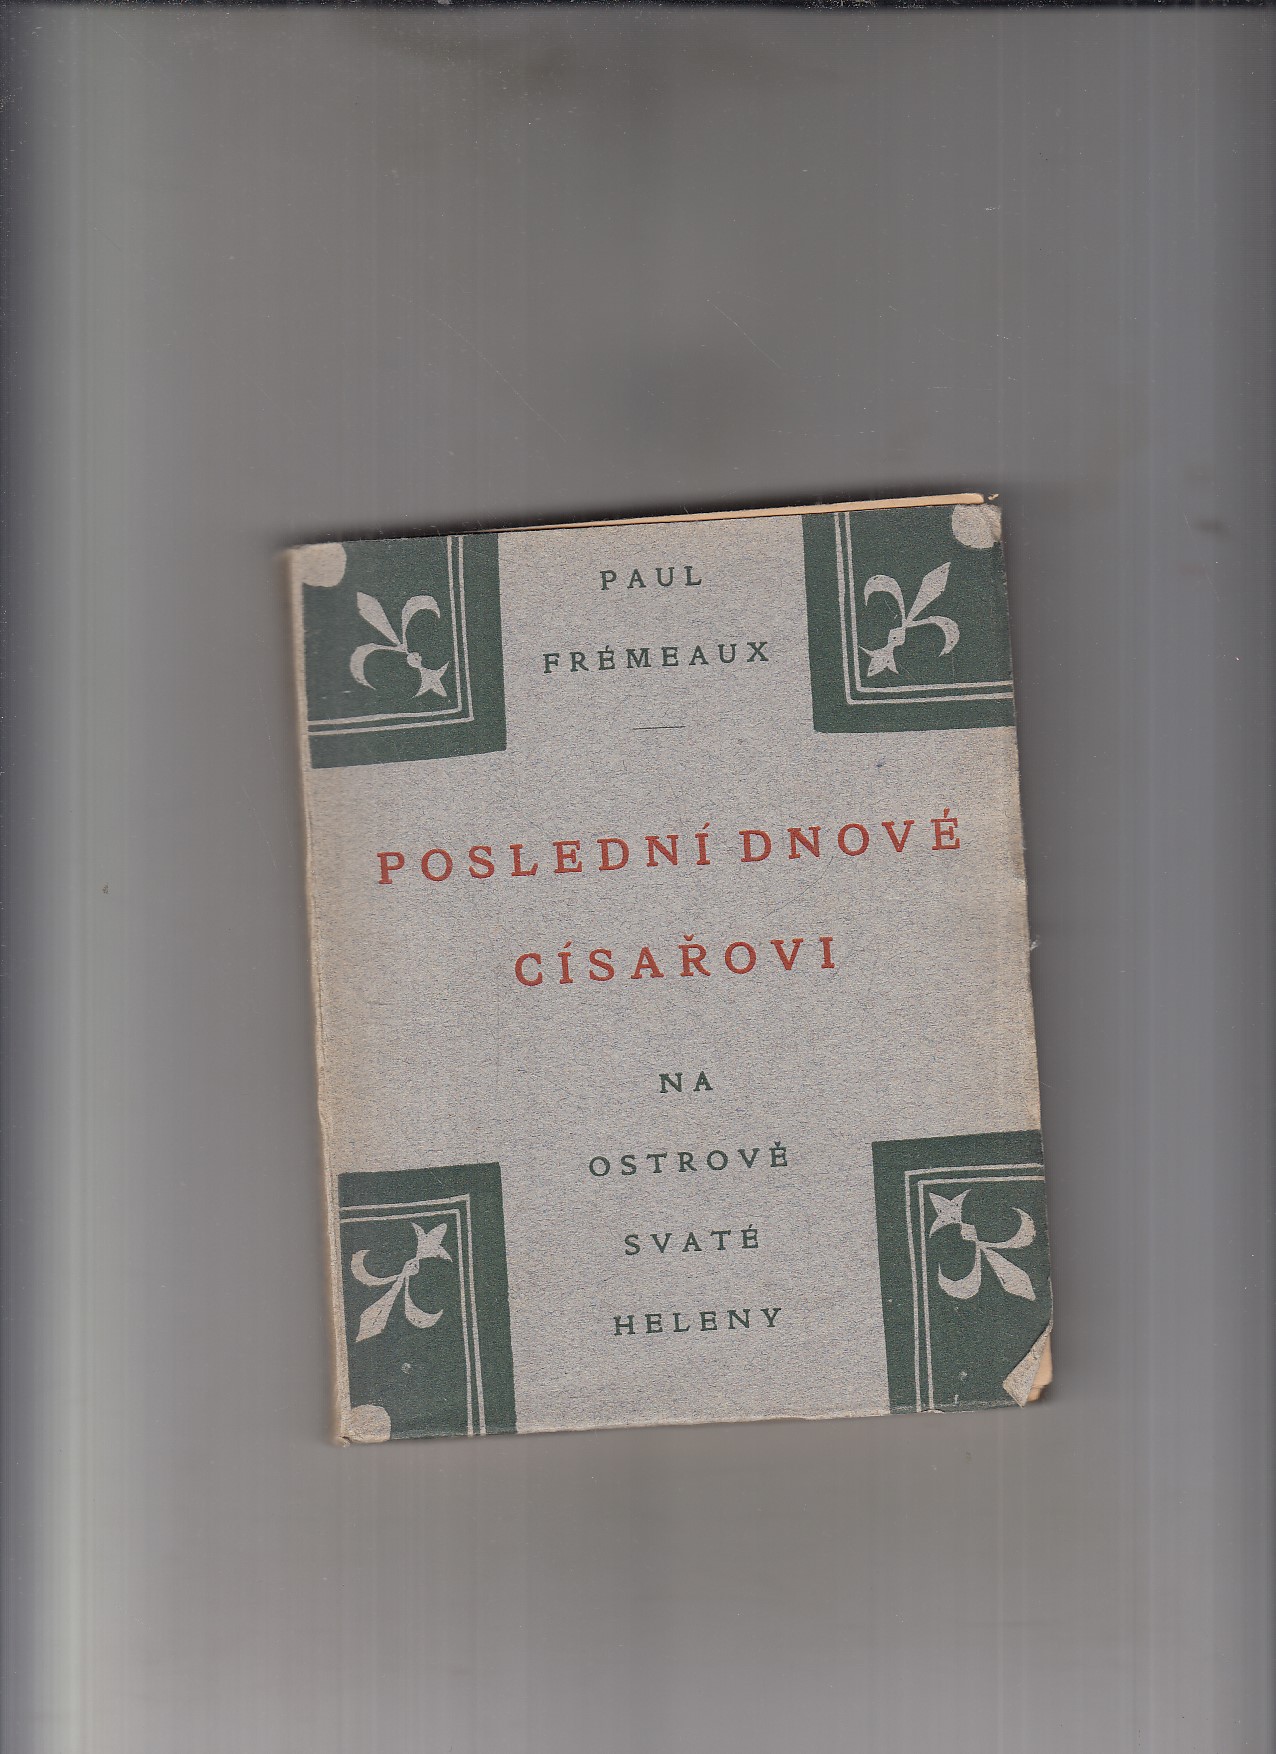 PAUL
FRÉMEAUX
POSLEDNÍ DNOVÉ
CÍSAŘOVI
NA
OSTROVĚ
SVATÉ
HELENY